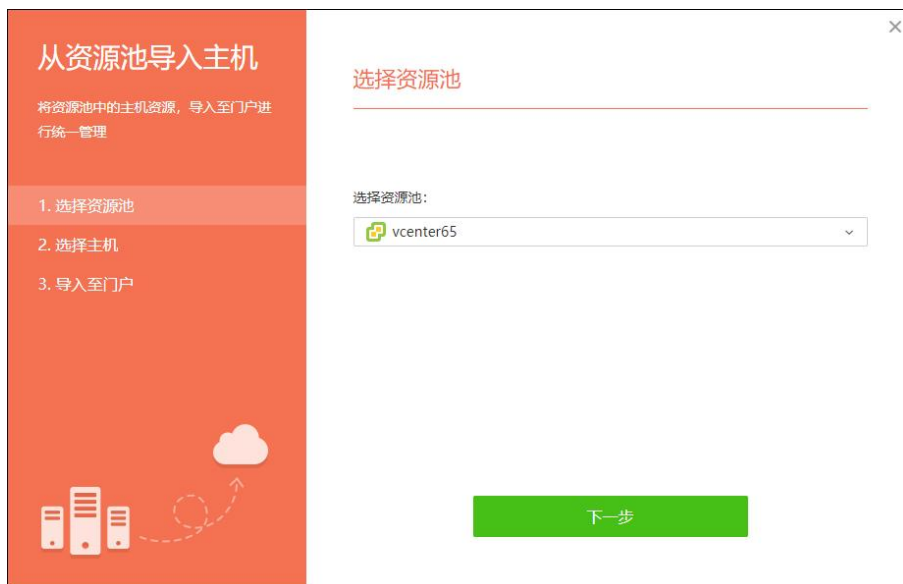 从资源池导入主机
将资源池中的主机资源，导入至门户进
行统一管理
1. 选择资源池
2. 选择主机
3. 导入至门户
选择资源池
选择资源池：
vcenter65
下一步